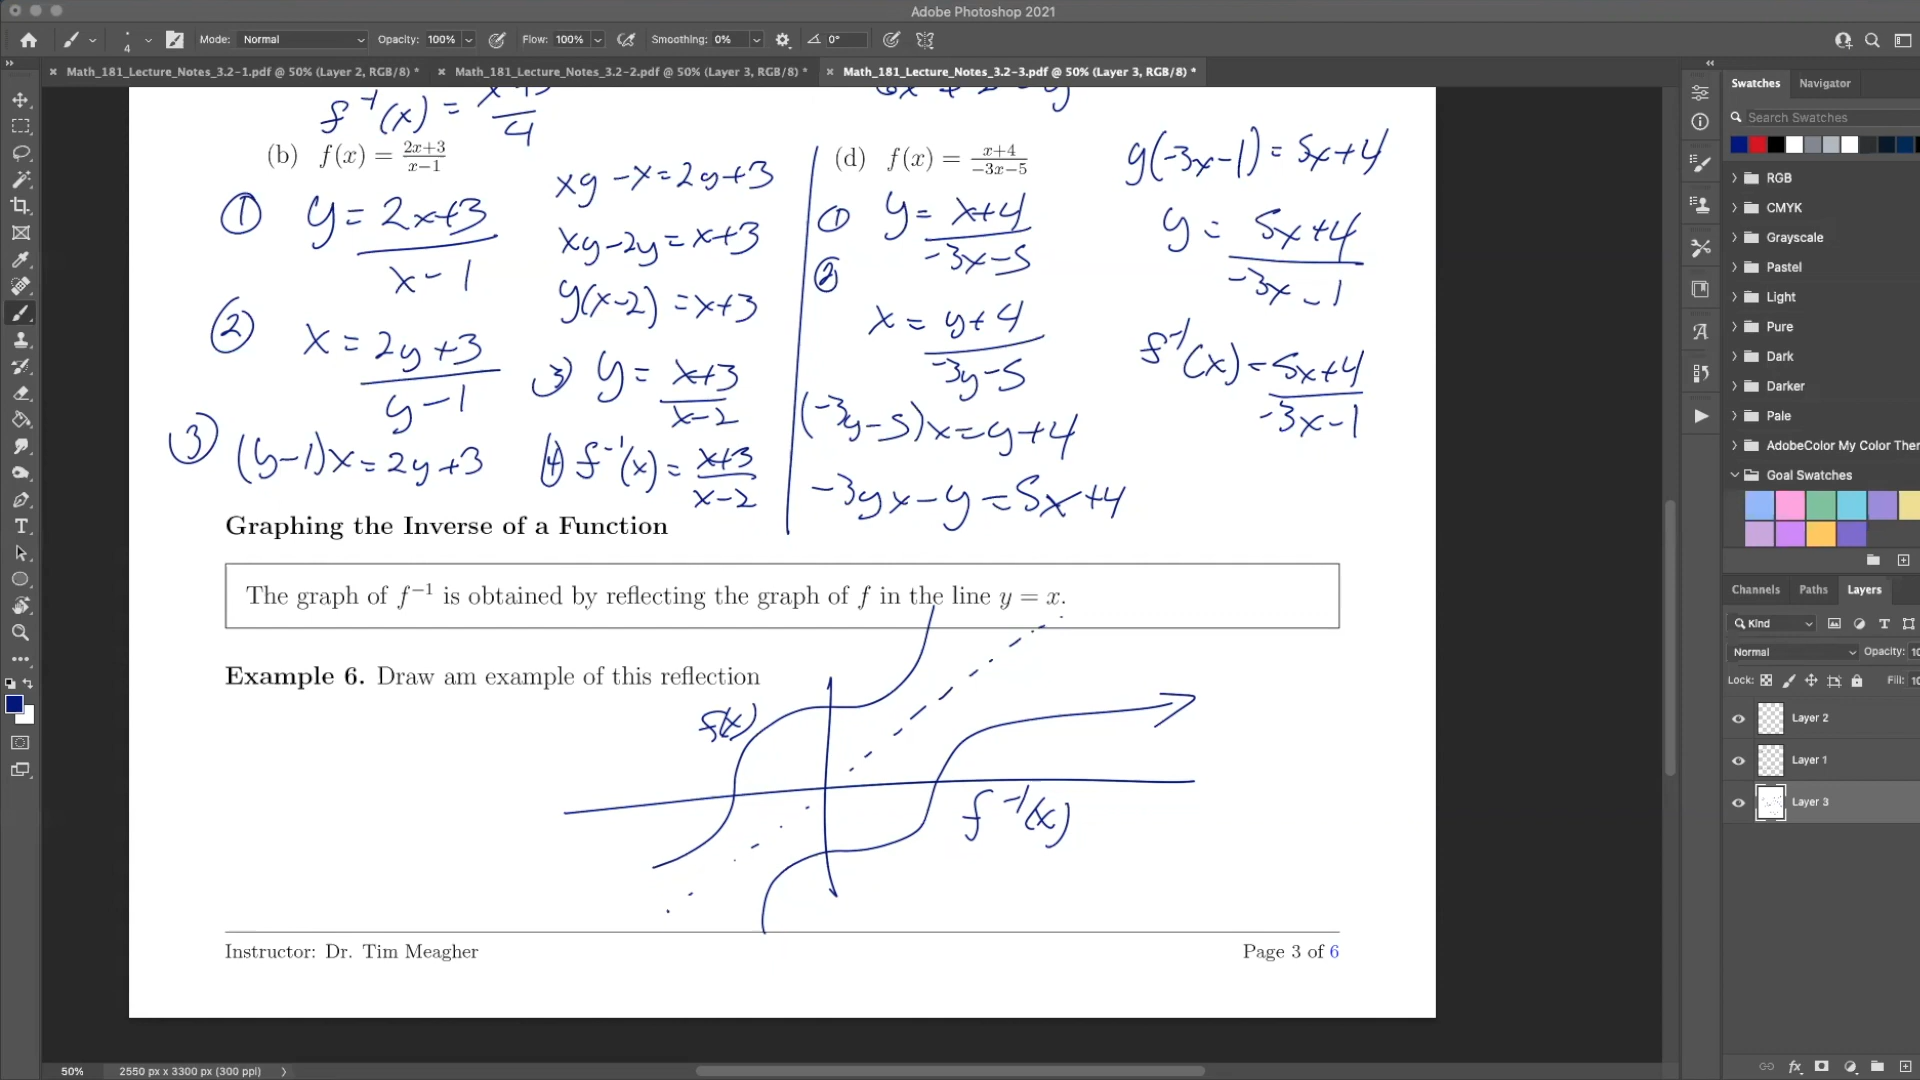 Adobe Photoshop 2021
Mode: Normal Opacity: 100% Flow: 100% Smoothing: 0% 0°
Math_181_Lecture_Notes_3.2-1.pdf @ 50% (Layer 2, RGB/8) * Math_181_Lecture_Notes_3.2-2.pdf @ 50% (Layer 3, RGB/8) * Math_181_Lecture_Notes_3.2-3.pdf @ 50% (Layer 3, RGB/8) *
f⁻¹(x) = x+3/4
(b) f(x) = 2x+3/x−1
① y = 2x+3/x-1
② x = 2y+3/y-1
③ (y-1)x = 2y+3
xy-x=2y+3
xy-2y=x+3
y(x-2)=x+3
③ y = x+3/x-2
④ f⁻¹(x) = x+3/x-2
(d) f(x) = x+4/−3x−5
① y = x+4/-3x-5
②
x = y+4/-3y-5
(-3y-5)x=y+4
-3yx-y=5x+4
y(-3x-1)=5x+4
y = 5x+4/-3x-1
f⁻¹(x) = 5x+4/-3x-1
Graphing the Inverse of a Function
The graph of f⁻¹ is obtained by reflecting the graph of f in the line y = x.
Example 6. Draw am example of this reflection
f(x)
f⁻¹(x)
Instructor: Dr. Tim Meagher Page 3 of 6
50% 2550 px x 3300 px (300 ppi)
Swatches Navigator
Search Swatches
RGB
CMYK
Grayscale
Pastel
Light
Pure
Dark
Darker
Pale
AdobeColor My Color Ther
Goal Swatches
Channels Paths Layers
Kind
Normal Opacity: 10
Lock: Fill: 10
Layer 2
Layer 1
Layer 3
fx